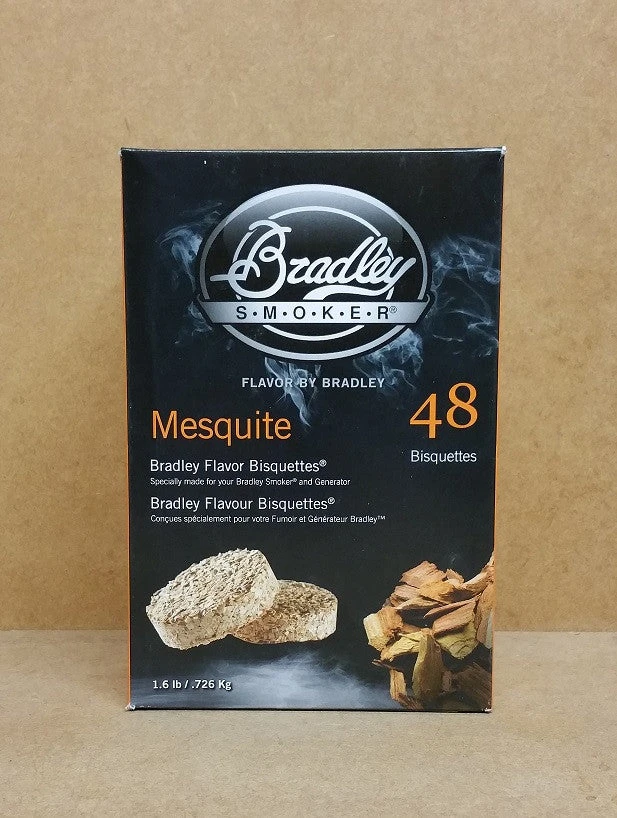 Bradley
S·M·O·K·E·R®
FLAVOR BY BRADLEY
Mesquite
48
Bisquettes
Bradley Flavor Bisquettes®
Specially made for your Bradley Smoker® and Generator
Bradley Flavour Bisquettes®
Conçues spécialement pour votre Fumoir et Générateur Bradley™
1.6 lb / .726 Kg